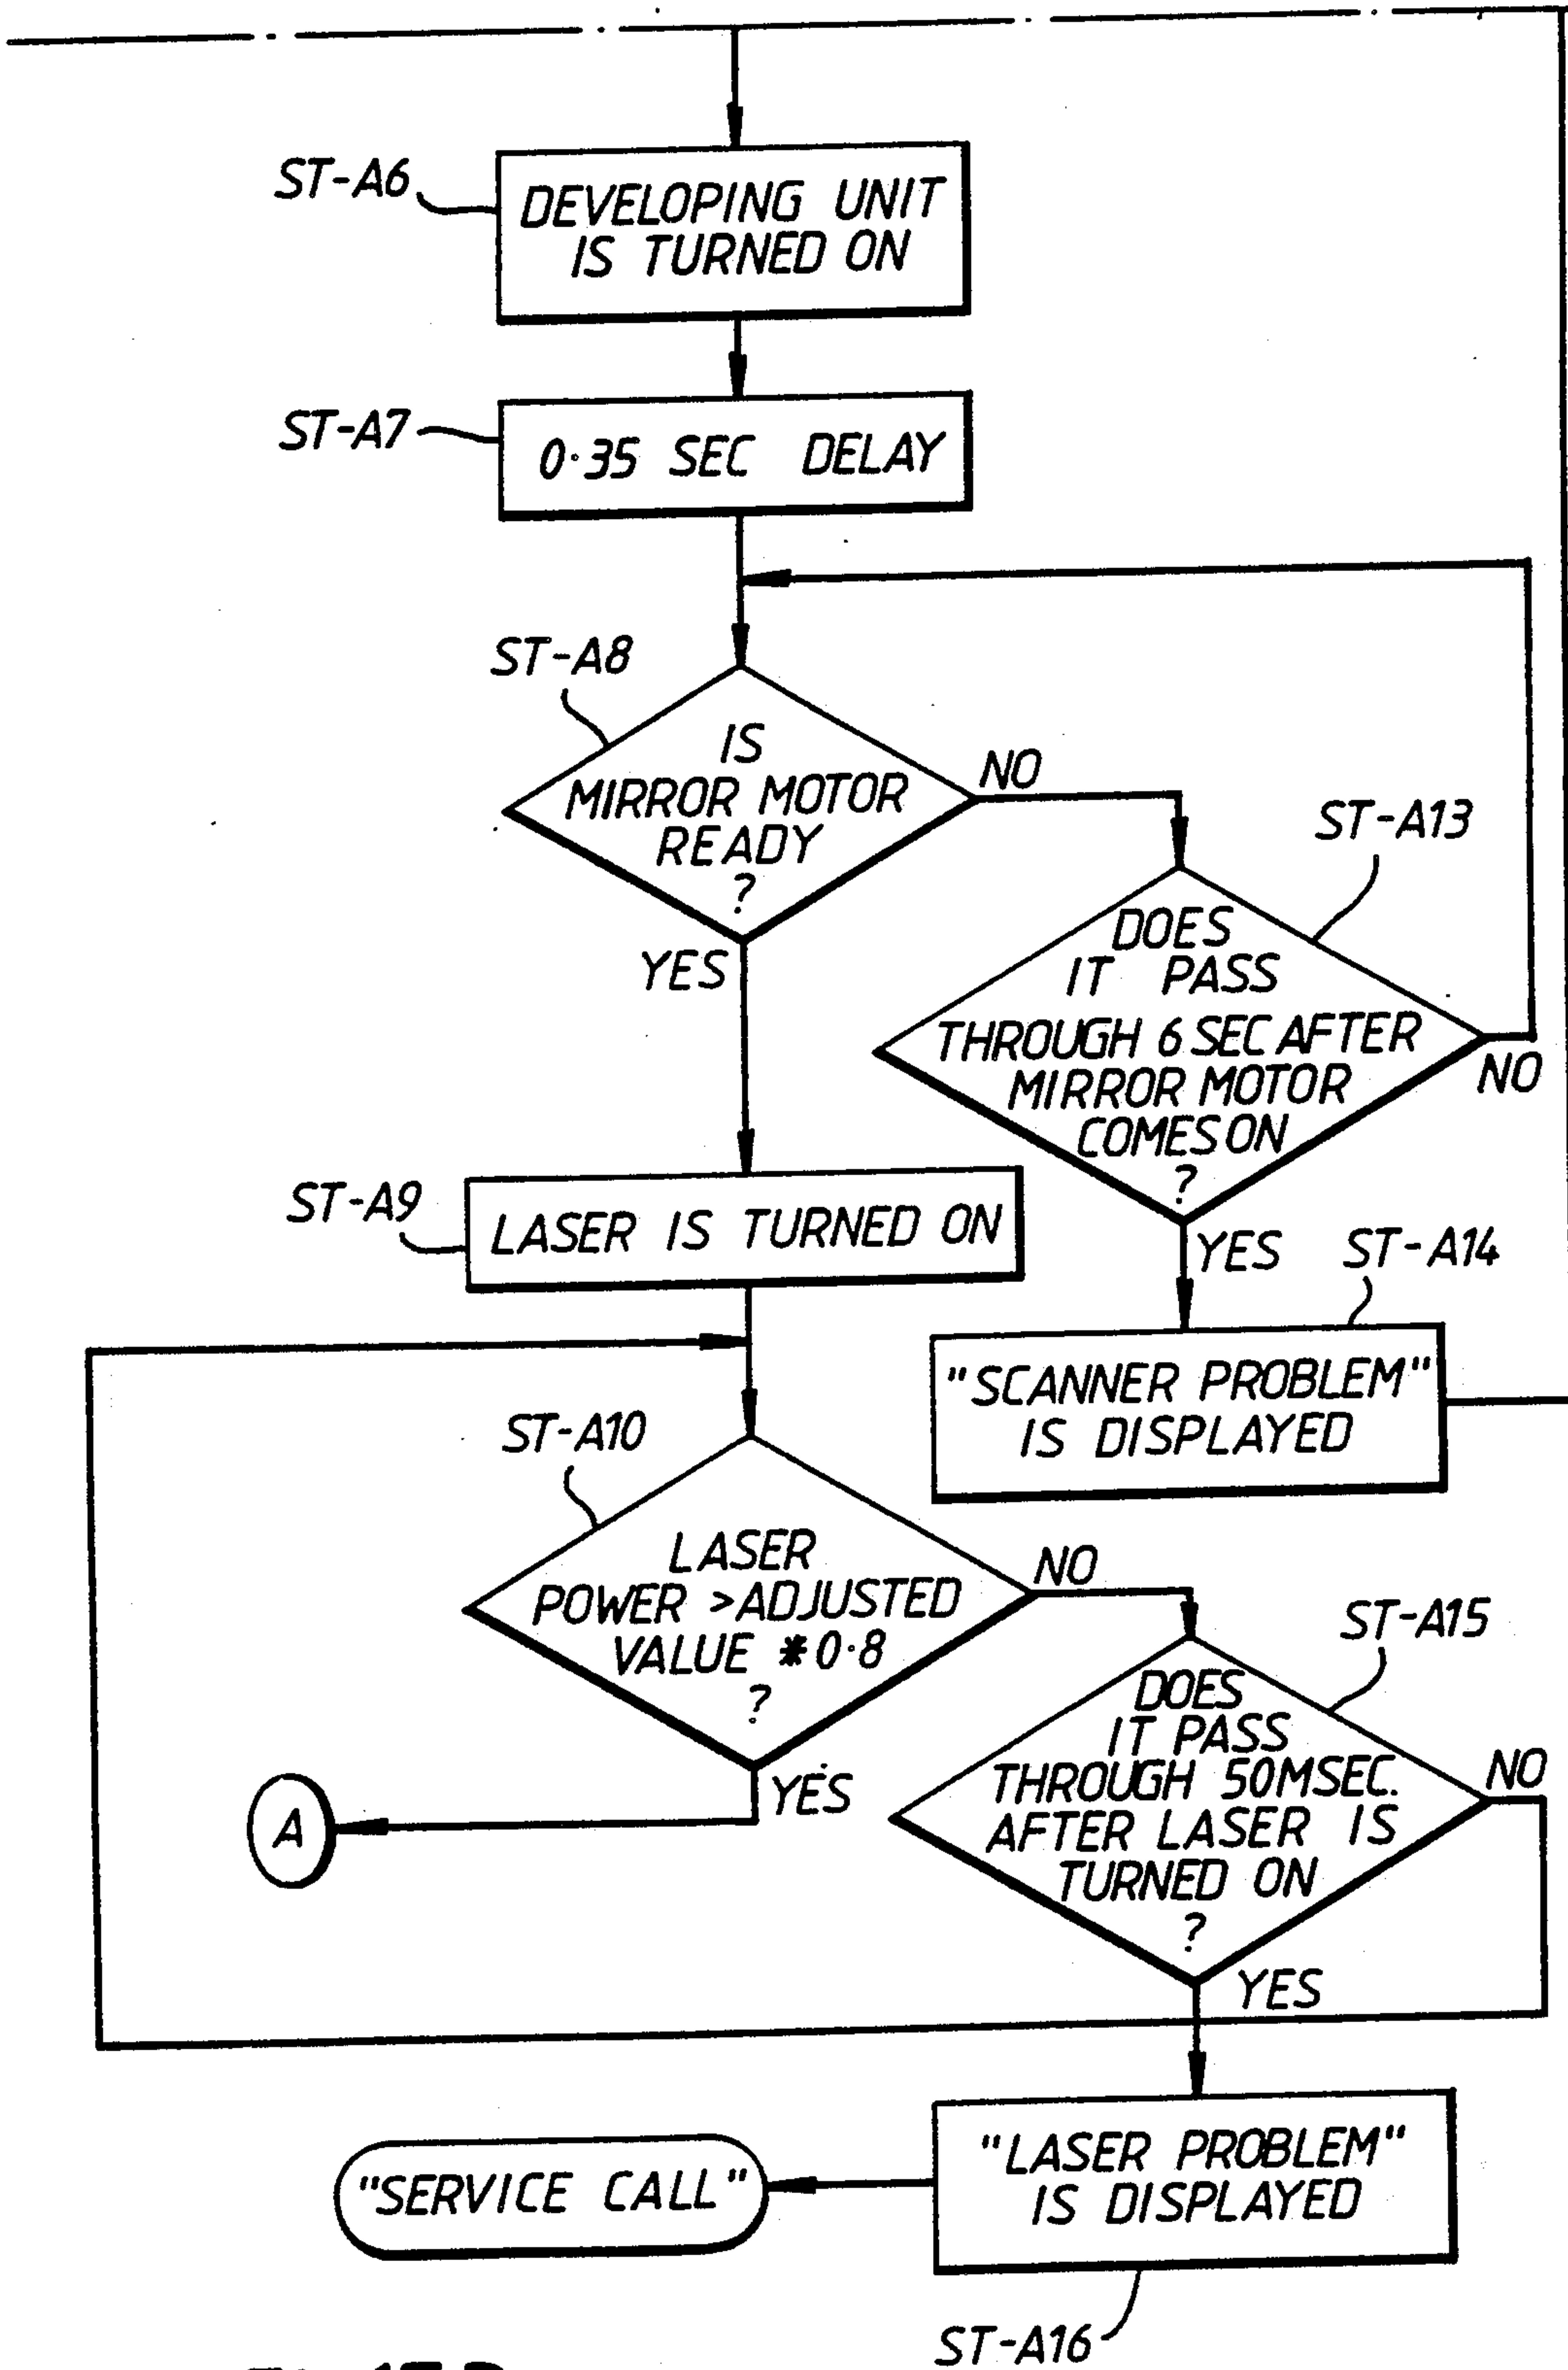 ST-A6
DEVELOPING UNIT
IS TURNED ON
ST-A7
0·35 SEC DELAY
ST-A8
IS
MIRROR MOTOR
READY
?
NO
YES
ST-A13
DOES
IT PASS
THROUGH 6 SEC AFTER
MIRROR MOTOR
COMES ON
?
NO
YES
ST-A9
LASER IS TURNED ON
ST-A14
"SCANNER PROBLEM"
IS DISPLAYED
ST-A10
LASER
POWER >ADJUSTED
VALUE *0·8
?
NO
YES
A
ST-A15
DOES
IT PASS
THROUGH 50MSEC.
AFTER LASER IS
TURNED ON
?
NO
YES
"LASER PROBLEM"
IS DISPLAYED
"SERVICE CALL"
ST-A16